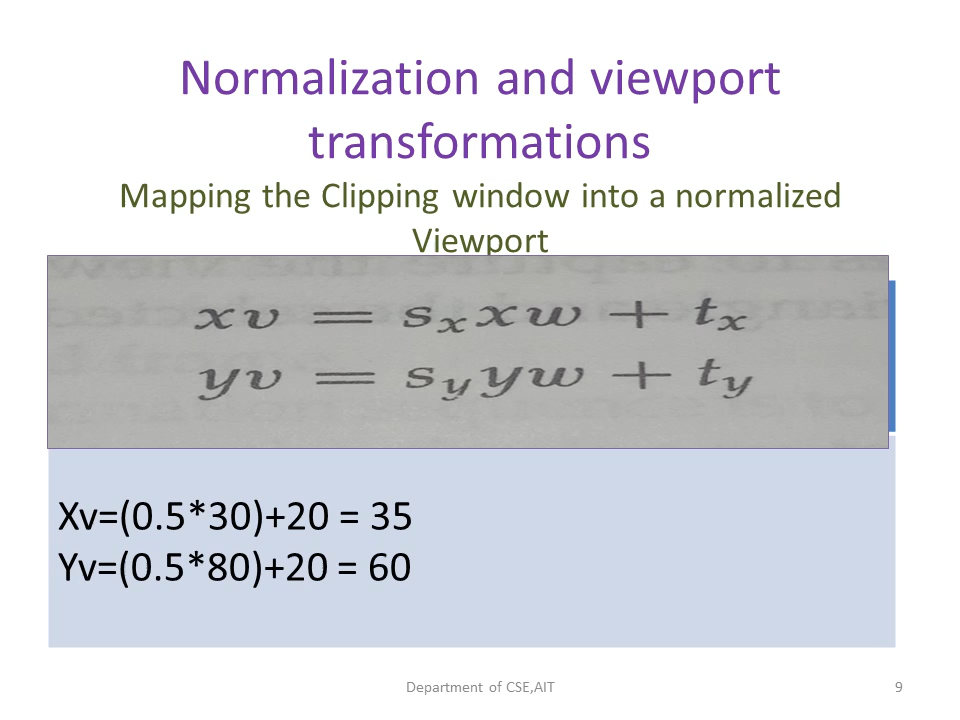 Normalization and viewport
transformations
Mapping the Clipping window into a normalized
Viewport
xv = s_x xw + t_x
yv = s_y yw + t_y
Xv=(0.5*30)+20 = 35
Yv=(0.5*80)+20 = 60
Department of CSE,AIT
9